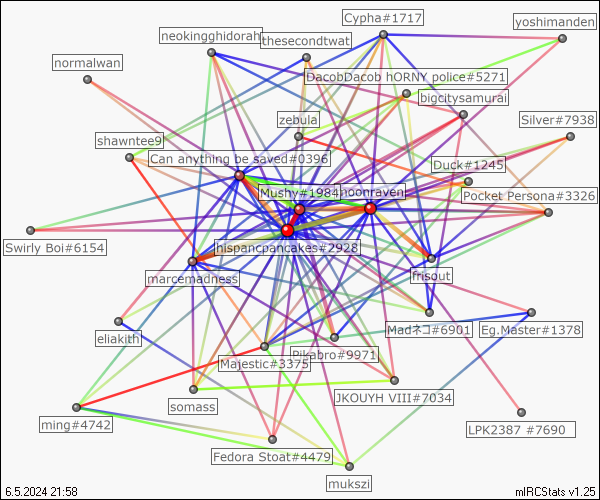 Cypha#1717
yoshimanden
neokingghidorah
thesecondtwat
normalwan
DacobDacob hORNY police#5271
bigcitysamurai
zebula
Silver#7938
shawntee9
Can anything be saved#0396
Duck#1245
Mushy#1984
hoonraven
Pocket Persona#3326
Swirly Boi#6154
hispancpancakes#2928
marcemadness
frisout
Madネコ#6901
Eg.Master#1378
eliakith
Pikabro#9971
Majestic#3375
JKOUYH VIII#7034
somass
ming#4742
LPK2387 #7690
Fedora Stoat#4479
mukszi
6.5.2024 21:58
mIRCStats v1.25